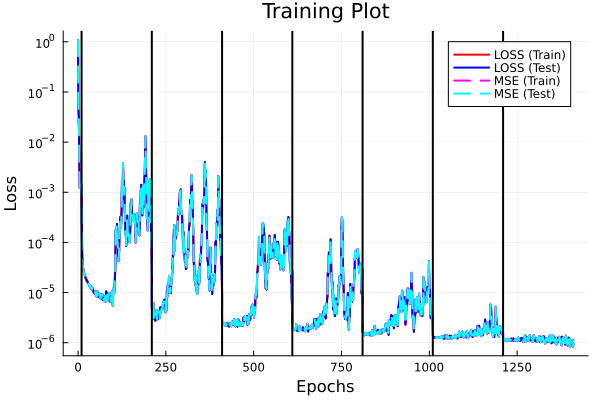 Training Plot
LOSS (Train)
LOSS (Test)
MSE (Train)
MSE (Test)
10⁰
10⁻¹
10⁻²
10⁻³
10⁻⁴
10⁻⁵
10⁻⁶
Loss
0 250 500 750 1000 1250
Epochs